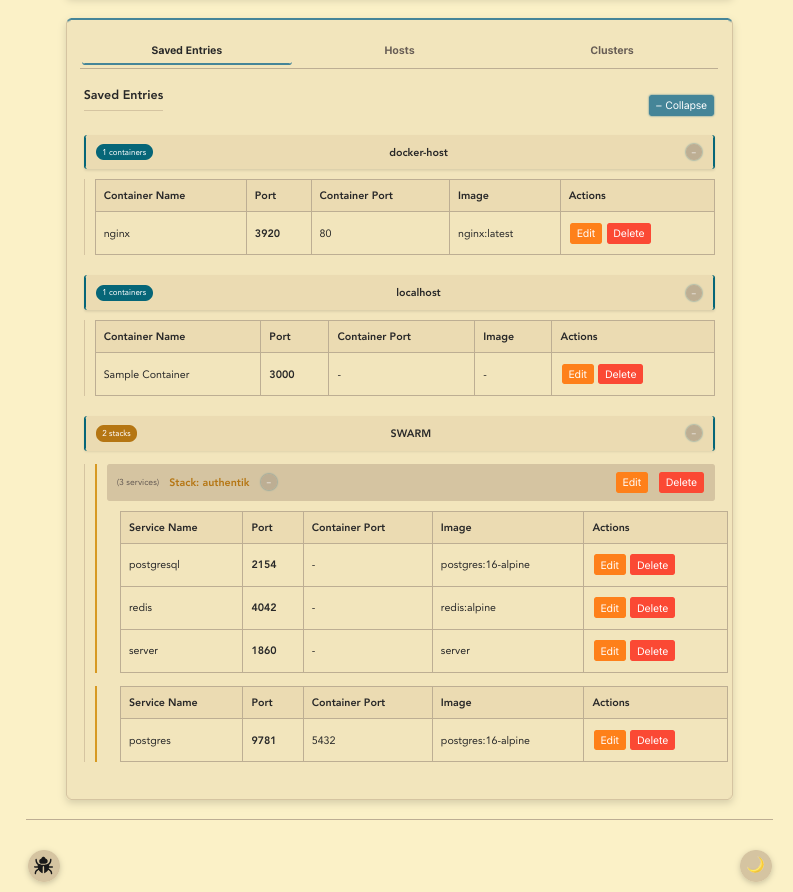 Saved Entries Hosts Clusters
Saved Entries
– Collapse
1 containers docker-host –
Container Name Port Container Port Image Actions
nginx 3920 80 nginx:latest Edit Delete
1 containers localhost –
Container Name Port Container Port Image Actions
Sample Container 3000 - - Edit Delete
2 stacks SWARM –
(3 services) Stack: authentik – Edit Delete
Service Name Port Container Port Image Actions
postgresql 2154 - postgres:16-alpine Edit Delete
redis 4042 - redis:alpine Edit Delete
server 1860 - server Edit Delete
Service Name Port Container Port Image Actions
postgres 9781 5432 postgres:16-alpine Edit Delete